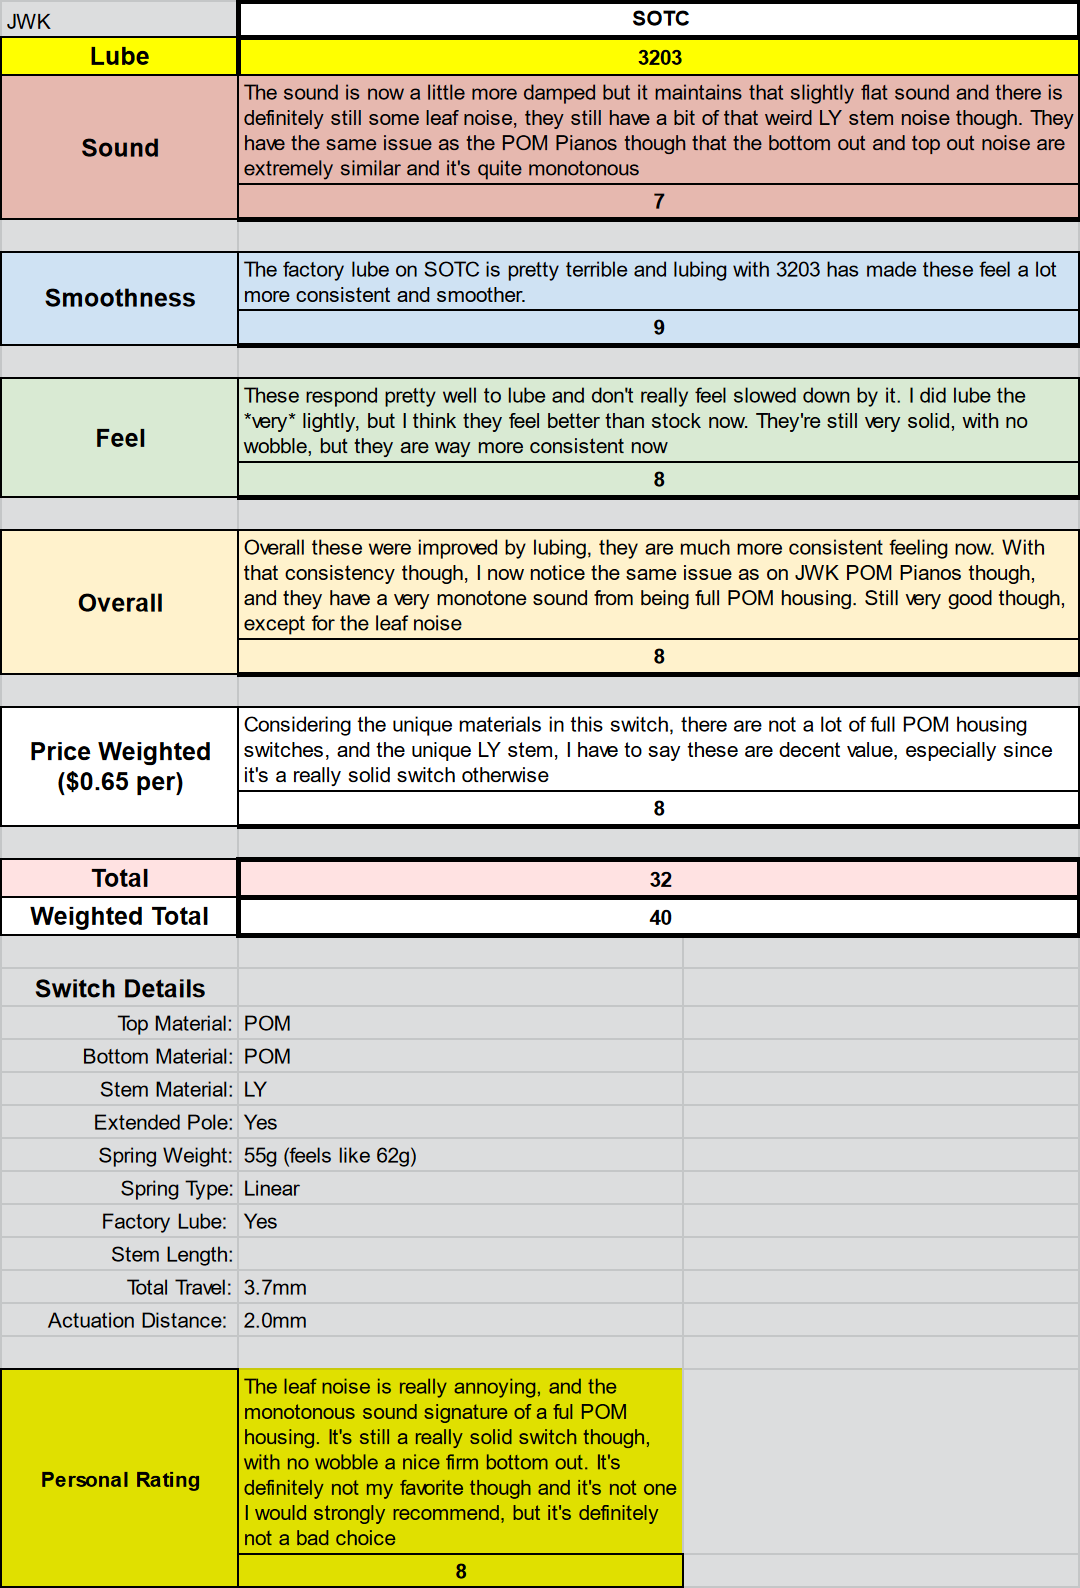 JWK
SOTC
Lube
3203
Sound
The sound is now a little more damped but it maintains that slightly flat sound and there is
definitely still some leaf noise, they still have a bit of that weird LY stem noise though. They
have the same issue as the POM Pianos though that the bottom out and top out noise are
extremely similar and it's quite monotonous
7
Smoothness
The factory lube on SOTC is pretty terrible and lubing with 3203 has made these feel a lot
more consistent and smoother.
9
Feel
These respond pretty well to lube and don't really feel slowed down by it. I did lube the
*very* lightly, but I think they feel better than stock now. They're still very solid, with no
wobble, but they are way more consistent now
8
Overall
Overall these were improved by lubing, they are much more consistent feeling now. With
that consistency though, I now notice the same issue as on JWK POM Pianos though,
and they have a very monotone sound from being full POM housing. Still very good though,
except for the leaf noise
8
Price Weighted
($0.65 per)
Considering the unique materials in this switch, there are not a lot of full POM housing
switches, and the unique LY stem, I have to say these are decent value, especially since
it's a really solid switch otherwise
8
Total
32
Weighted Total
40
Switch Details
Top Material: POM
Bottom Material: POM
Stem Material: LY
Extended Pole: Yes
Spring Weight: 55g (feels like 62g)
Spring Type: Linear
Factory Lube: Yes
Stem Length:
Total Travel: 3.7mm
Actuation Distance: 2.0mm
Personal Rating
The leaf noise is really annoying, and the
monotonous sound signature of a ful POM
housing. It's still a really solid switch though,
with no wobble a nice firm bottom out. It's
definitely not my favorite though and it's not one
I would strongly recommend, but it's definitely
not a bad choice
8